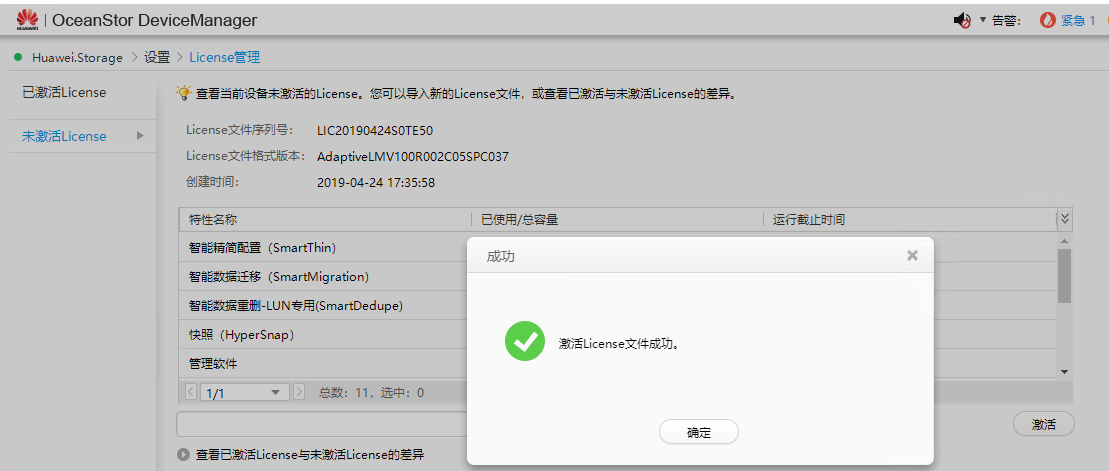 HUAWEI | OceanStor DeviceManager 告警: 紧急 1
Huawei.Storage > 设置 > License管理
已激活License
未激活License
查看当前设备未激活的License。您可以导入新的License文件，或查看已激活与未激活License的差异。
License文件序列号: LIC20190424S0TE50
License文件格式版本: AdaptiveLMV100R002C05SPC037
创建时间: 2019-04-24 17:35:58
特性名称 已使用/总容量 运行截止时间
智能精简配置（SmartThin）
智能数据迁移（SmartMigration）
智能数据重删-LUN专用(SmartDedupe)
快照（HyperSnap）
管理软件
1/1 总数: 11，选中: 0
激活
查看已激活License与未激活License的差异
成功
激活License文件成功。
确定